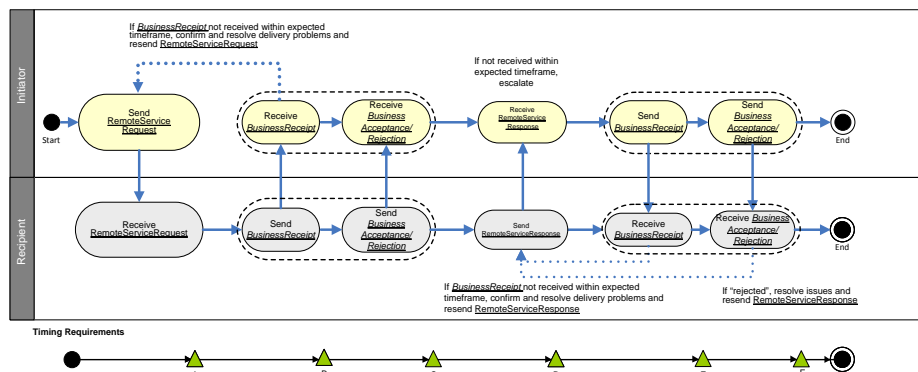 If BusinessReceipt not received within expected
timeframe, confirm and resolve delivery problems and
resend RemoteServiceRequest
If not received within
expected timeframe,
escalate
Initiator
Start
Send
RemoteService
Request
Receive
BusinessReceipt
Receive
Business
Acceptance/
Rejection
Receive
RemoteService
Response
Send
BusinessReceipt
Send
Business
Acceptance/
Rejection
End
Recipient
Receive
RemoteServiceRequest
Send
BusinessReceipt
Send
Business
Acceptance/
Rejection
Send
RemoteServiceResponse
Receive
BusinessReceipt
Receive Business
Acceptance/
Rejection
End
If BusinessReceipt not received within expected
timeframe, confirm and resolve delivery problems and
resend RemoteServiceResponse
If “rejected”, resolve issues and
resend RemoteServiceResponse
Timing Requirements